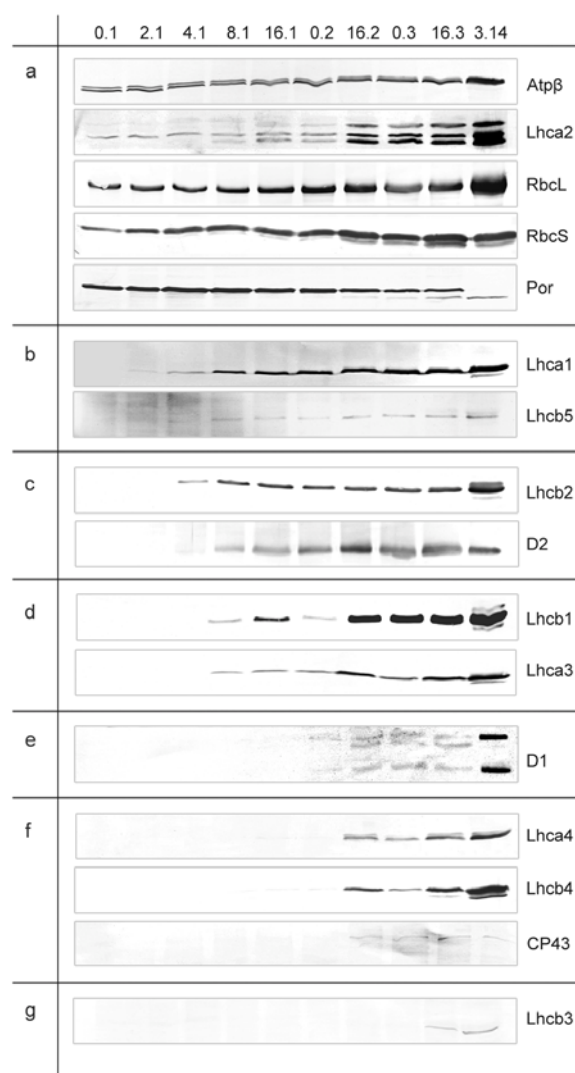 0.1 2.1 4.1 8.1 16.1 0.2 16.2 0.3 16.3 3.14
a
Atpβ
Lhca2
RbcL
RbcS
Por
b
Lhca1
Lhcb5
c
Lhcb2
D2
d
Lhcb1
Lhca3
e
D1
f
Lhca4
Lhcb4
CP43
g
Lhcb3